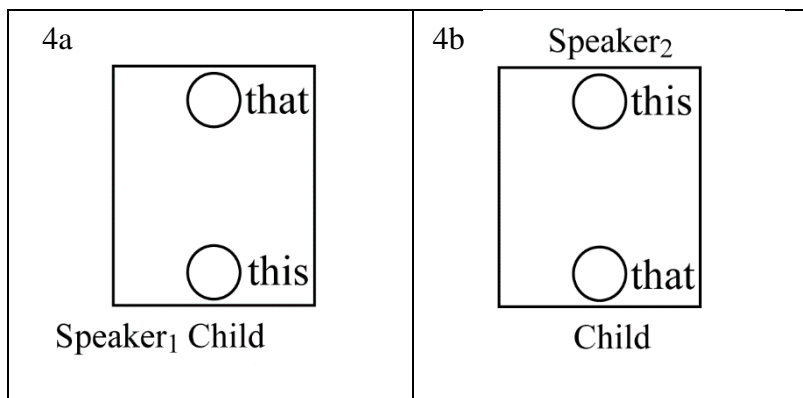 4a
that
this
Speaker₁ Child
4b
Speaker₂
this
that
Child